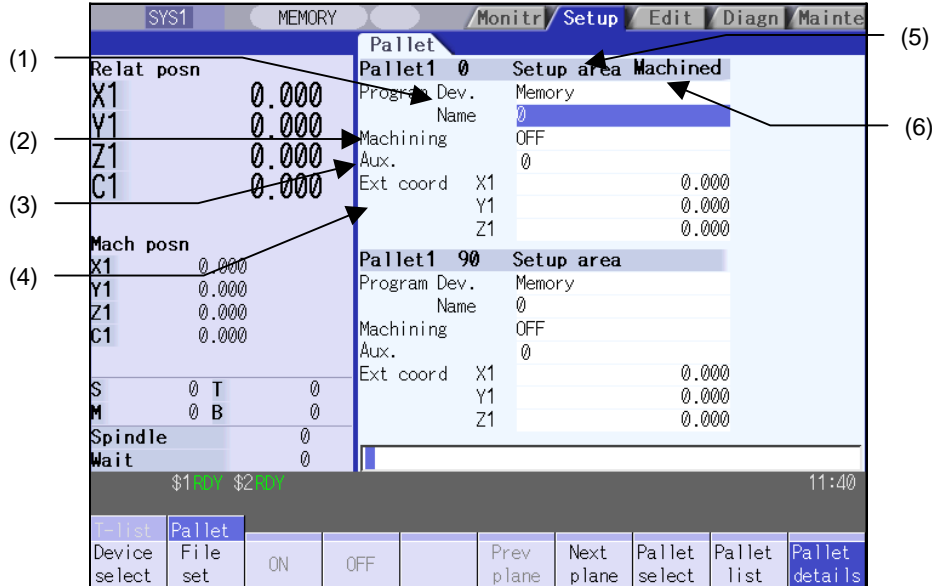 SYS1 MEMORY Monitr Setup Edit Diagn Mainte
Pallet
(1)
(2)
(3)
(4)
(5)
(6)
Relat posn
X1 0.000
Y1 0.000
Z1 0.000
C1 0.000
Mach posn
X1 0.000
Y1 0.000
Z1 0.000
C1 0.000
S 0 T 0
M 0 B 0
Spindle 0
Wait 0
Pallet1 0 Setup area Machined
Program Dev. Memory
Name 0
Machining OFF
Aux. 0
Ext coord X1 0.000
Y1 0.000
Z1 0.000
Pallet1 90 Setup area
Program Dev. Memory
Name 0
Machining OFF
Aux. 0
Ext coord X1 0.000
Y1 0.000
Z1 0.000
$1RDY $2RDY 11:40
T-list Pallet
Device select
File set
ON
OFF
Prev plane
Next plane
Pallet select
Pallet list
Pallet details